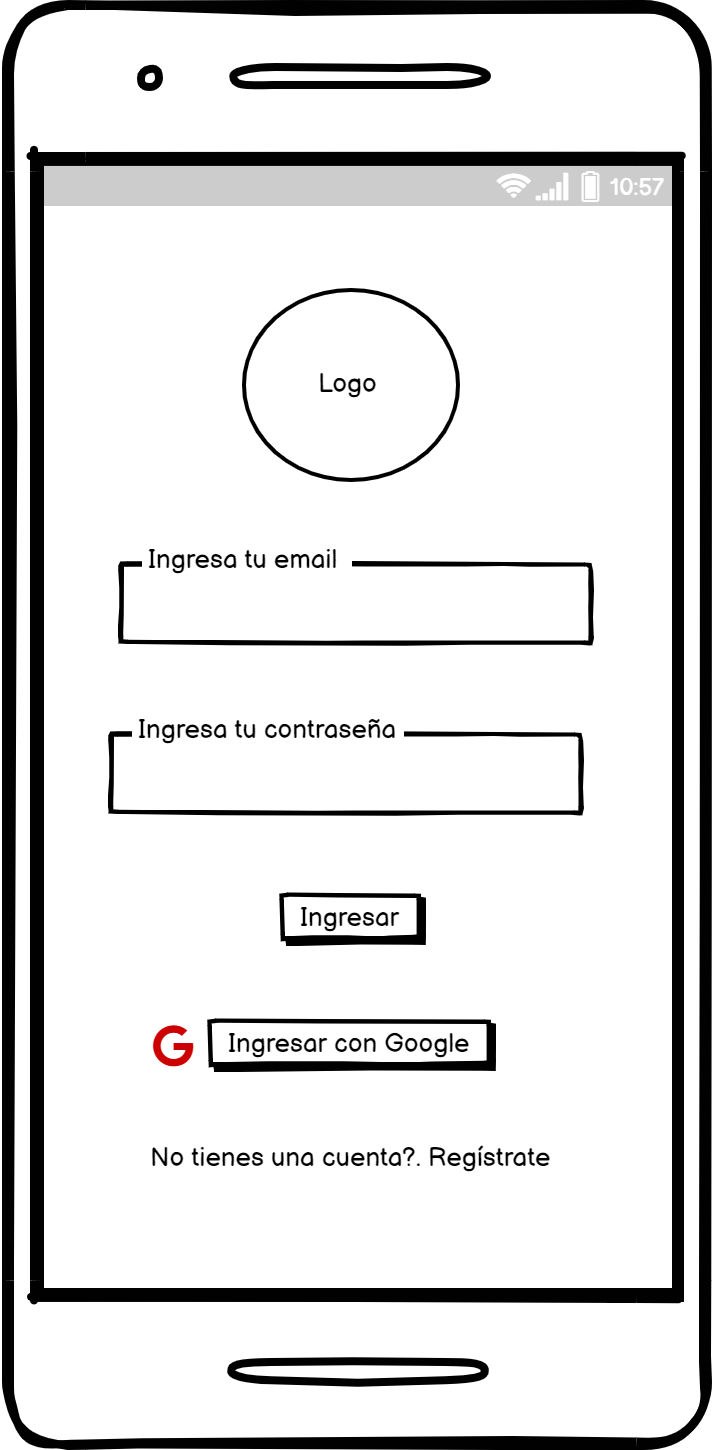 10:57
Logo
Ingresa tu email
Ingresa tu contraseña
Ingresar
G Ingresar con Google
No tienes una cuenta?. Regístrate